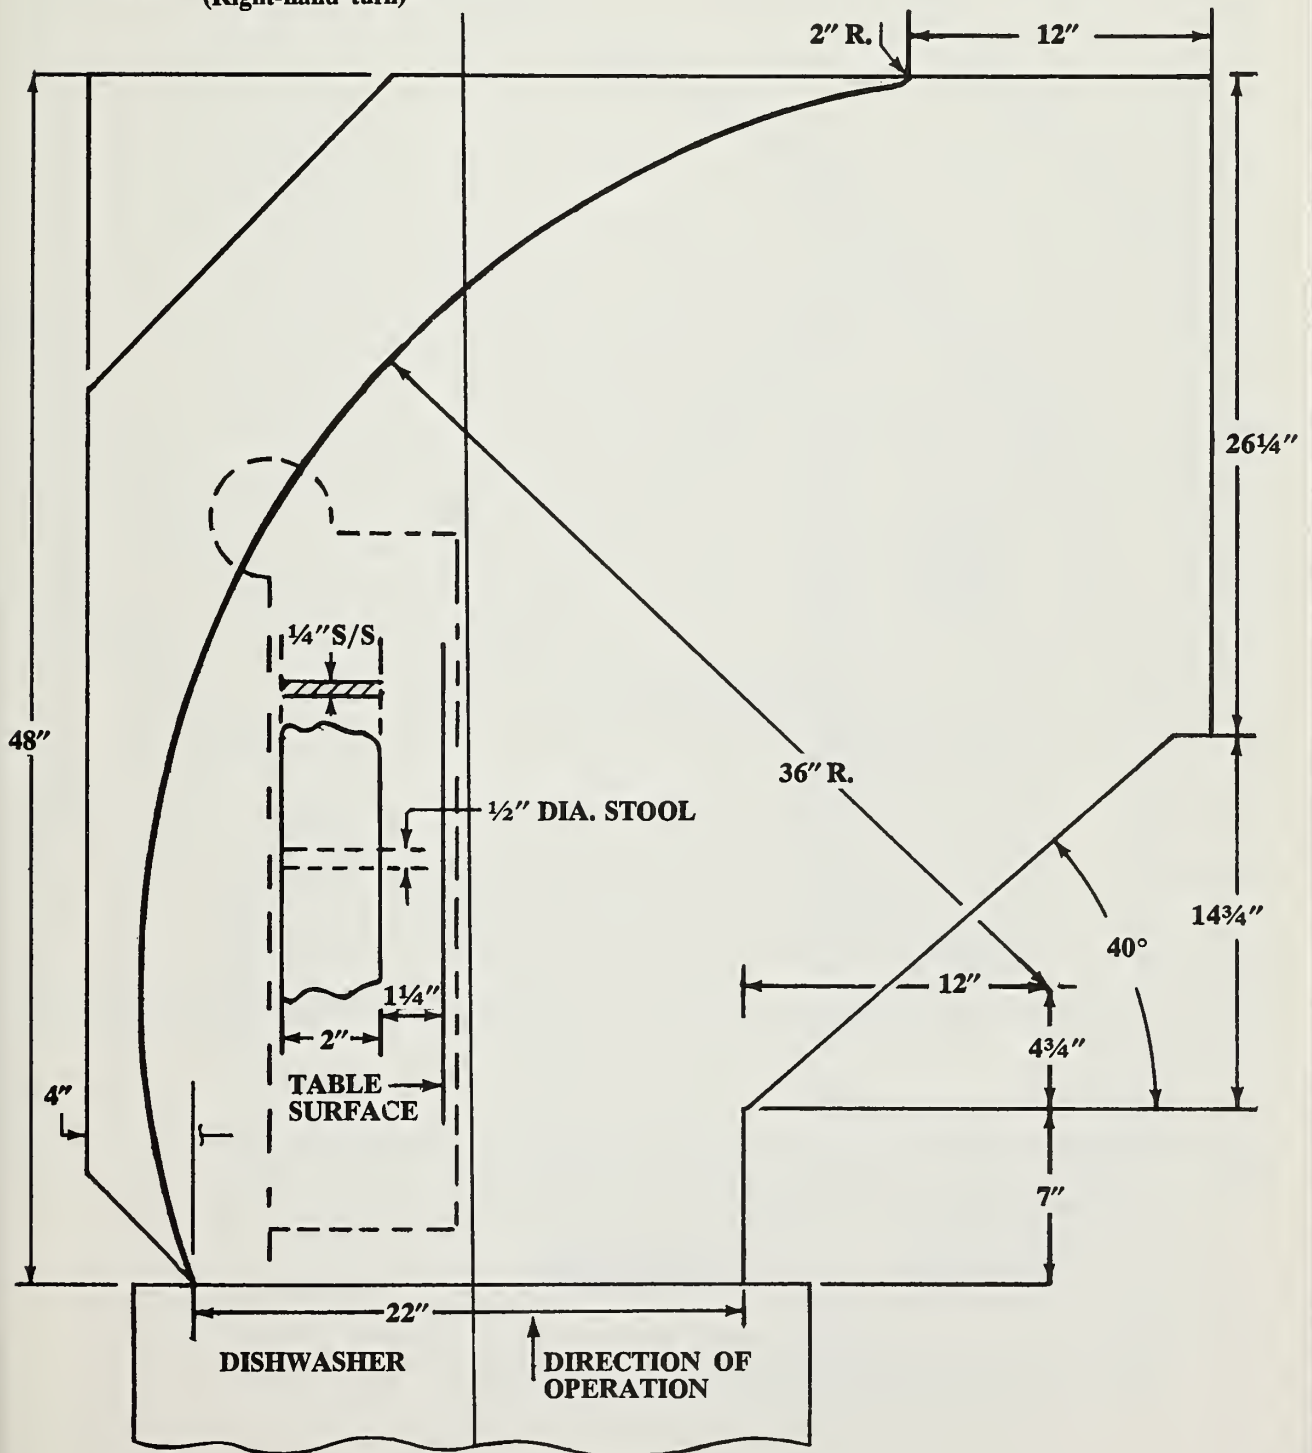 (Right-hand turn)
2" R.
12"
26¼"
¼" S/S
48"
36" R.
½" DIA. STOOL
14¾"
40°
12"
1¼"
2"
4¾"
TABLE
SURFACE
4"
7"
22"
DISHWASHER
DIRECTION OF
OPERATION